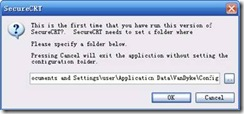 SecureCRT
This is the first time that you have run this version of
SecureCRT?.  SecureCRT needs to set a folder where
Please specify a folder below.
Pressing Cancel will exit the application without setting the
configuration folder.
ocuments and Settings\user\Application Data\VanDyke\Config
...
OK
Cancel